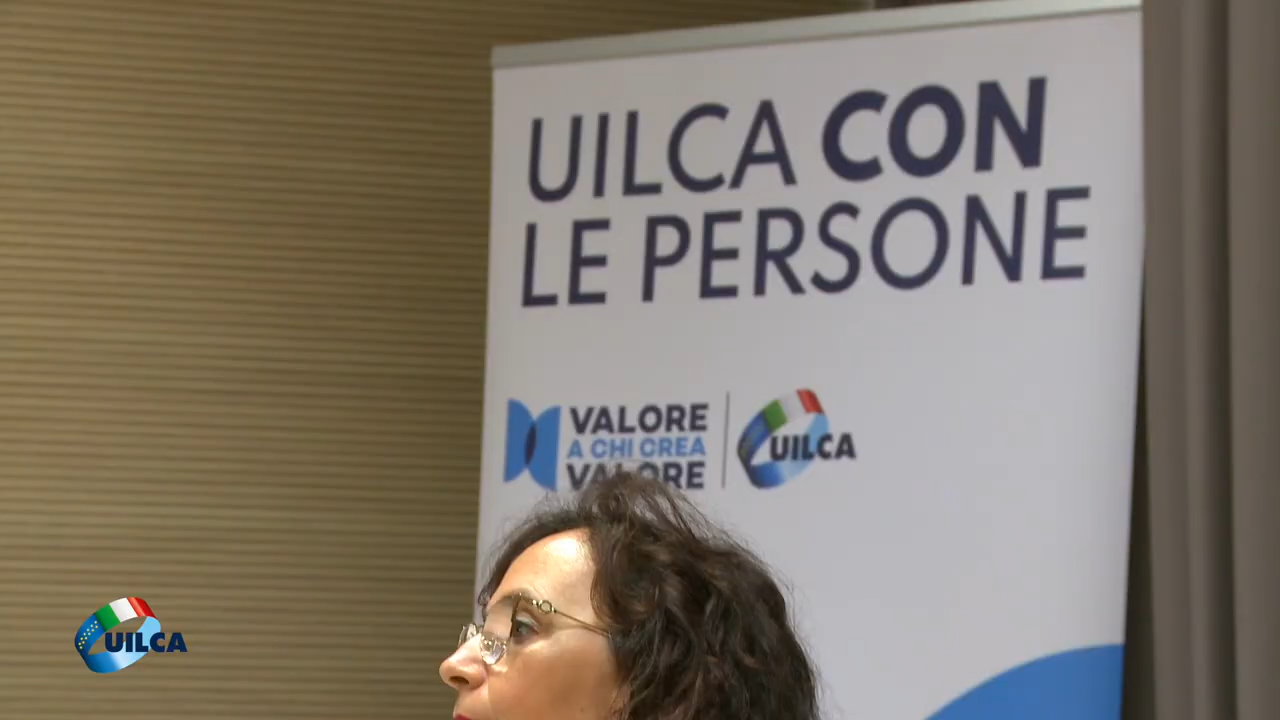 UILCA CON
LE PERSONE
VALORE
A CHI CREA
VALORE
UILCA
UILCA